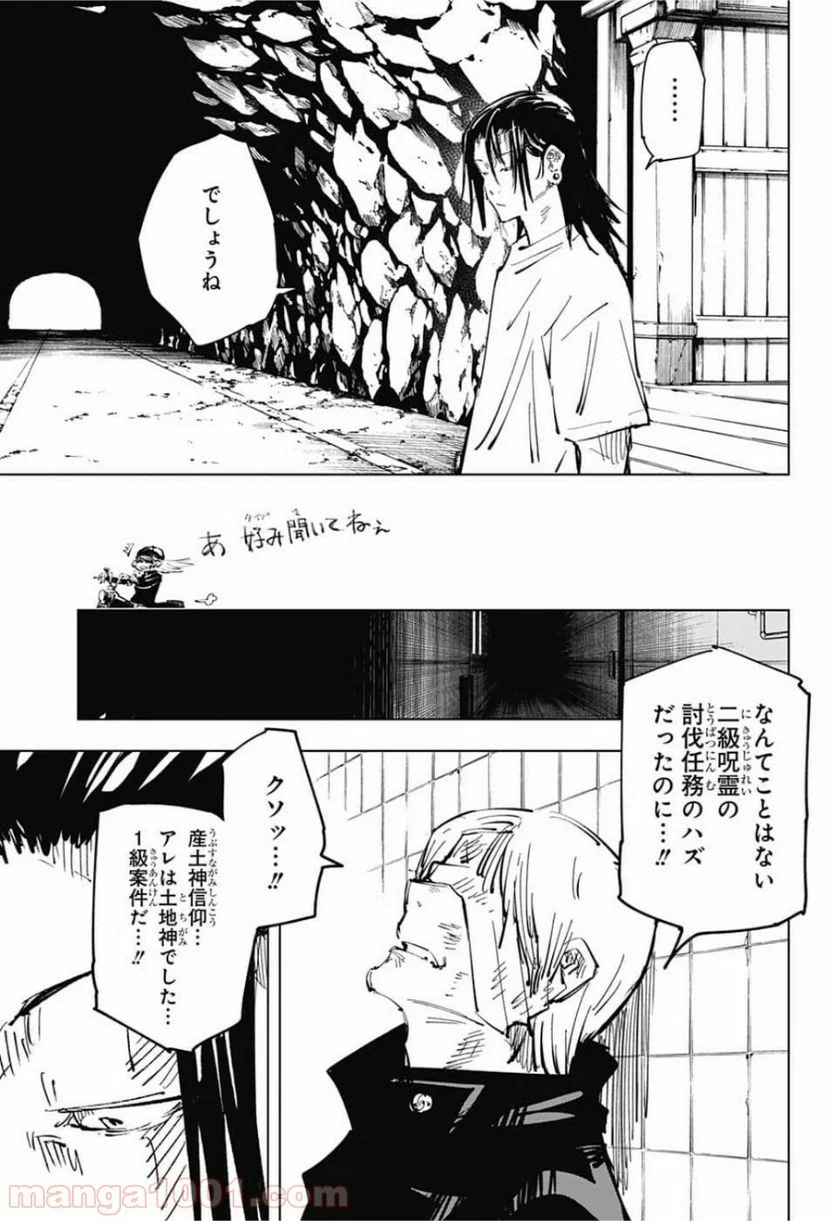 ………
でしょうね
あ 好み聞いてねぇ
なんてことはない
二級呪霊の
討伐任務のハズ
だったのに…!!
クソッ…!!
産土神信仰…
アレは土地神でした…
1級案件だ…!!
manga1001.com